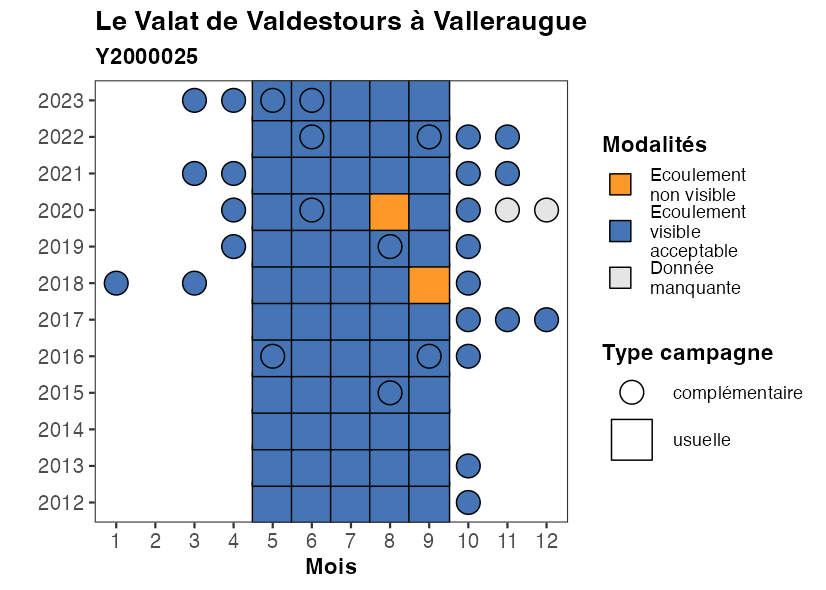 Le Valat de Valdestours à Valleraugue
Y2000025
2023
2022
2021
2020
2019
2018
2017
2016
2015
2014
2013
2012
1 2 3 4 5 6 7 8 9 10 11 12
Mois
Modalités
Ecoulement
non visible
Ecoulement
visible
acceptable
Donnée
manquante
Type campagne
complémentaire
usuelle